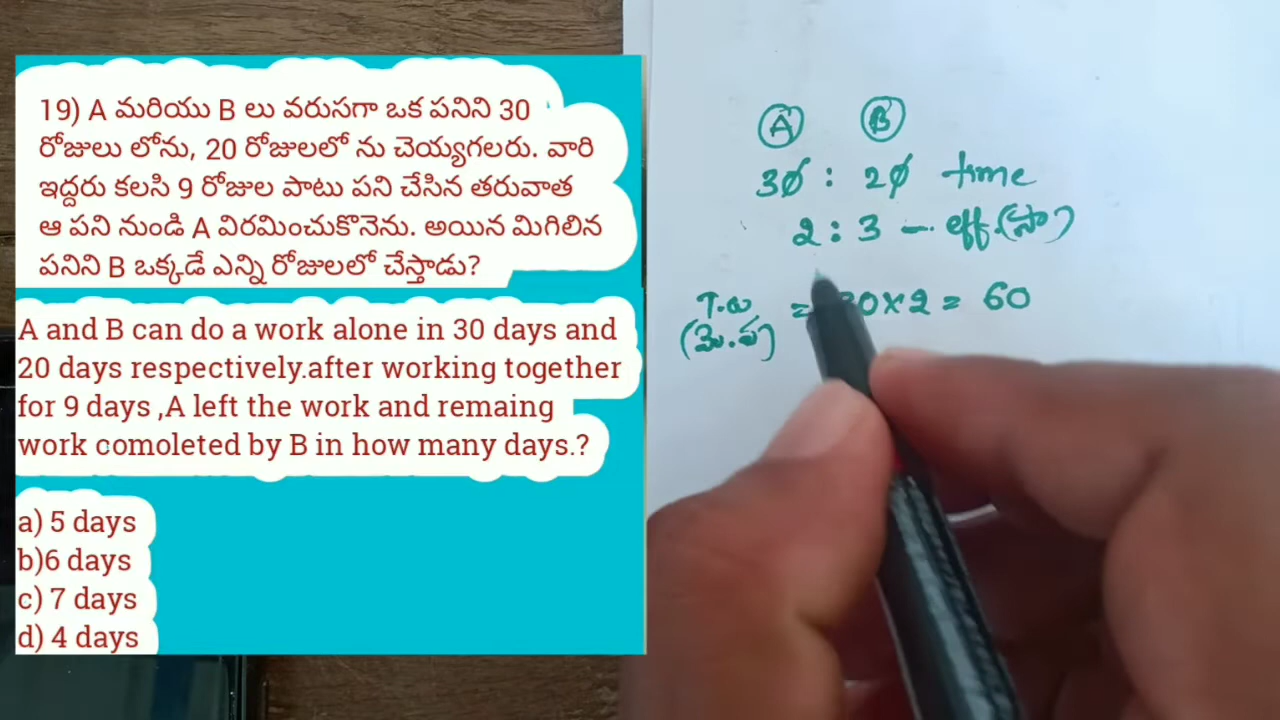 19) A మరియు B లు వరుసగా ఒక పనిని 30
రోజులు లోను, 20 రోజులలో ను చెయ్యగలరు. వారి
ఇద్దరు కలసి 9 రోజుల పాటు పని చేసిన తరువాత
ఆ పని నుండి A విరమించుకొనెను. అయిన మిగిలిన
పనిని B ఒక్కడే ఎన్ని రోజులలో చేస్తాడు?
A and B can do a work alone in 30 days and
20 days respectively.after working together
for 9 days ,A left the work and remaing
work comoleted by B in how many days.?
a) 5 days
b)6 days
c) 7 days
d) 4 days
A B
30 : 20 time
2 : 3 - eff.(సా)
T.w = 30×2 = 60
(మొ.ప)